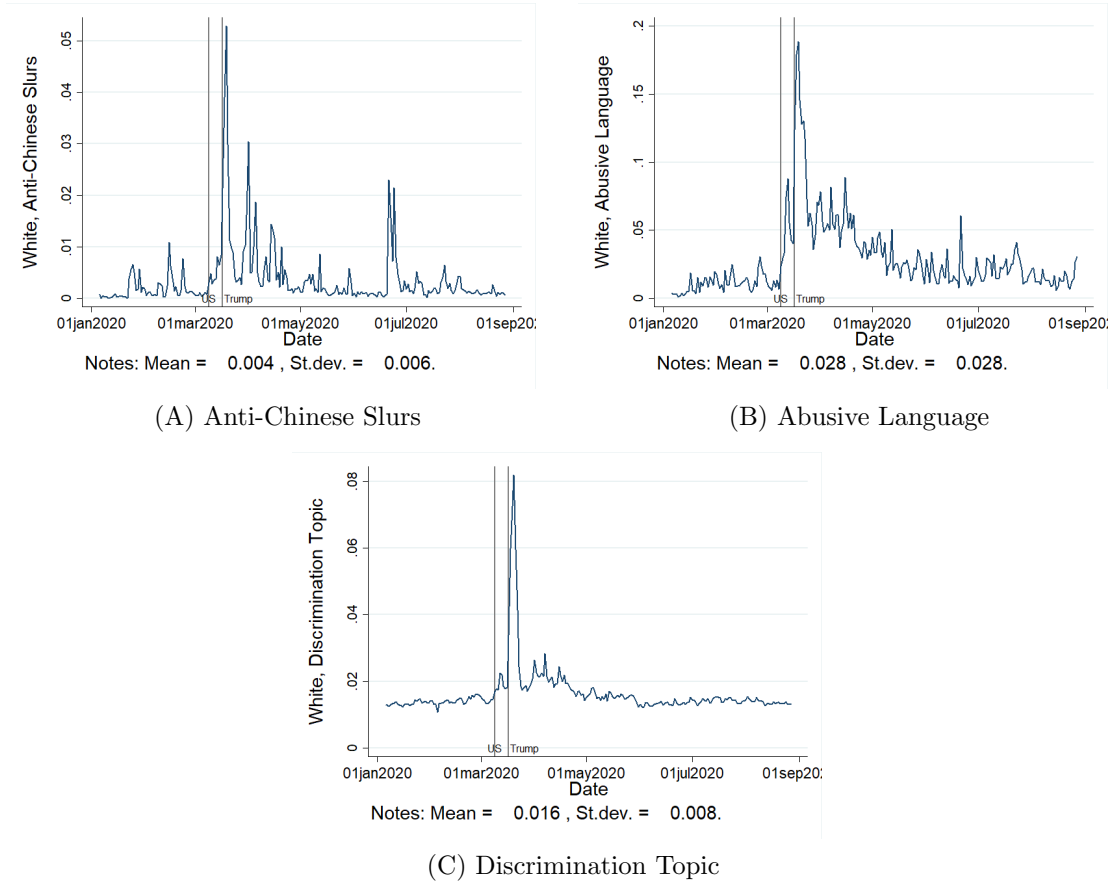 White, Anti-Chinese Slurs
.05
.04
.03
.02
.01
0
US Trump
01jan2020 01mar2020 01may2020 01jul2020 01sep202
Date
Notes: Mean = 0.004 , St.dev. = 0.006.
(A) Anti-Chinese Slurs
White, Abusive Language
.2
.15
.1
.05
0
US Trump
01jan2020 01mar2020 01may2020 01jul2020 01sep202
Date
Notes: Mean = 0.028 , St.dev. = 0.028.
(B) Abusive Language
White, Discrimination Topic
.08
.06
.04
.02
0
US Trump
01jan2020 01mar2020 01may2020 01jul2020 01sep202
Date
Notes: Mean = 0.016 , St.dev. = 0.008.
(C) Discrimination Topic